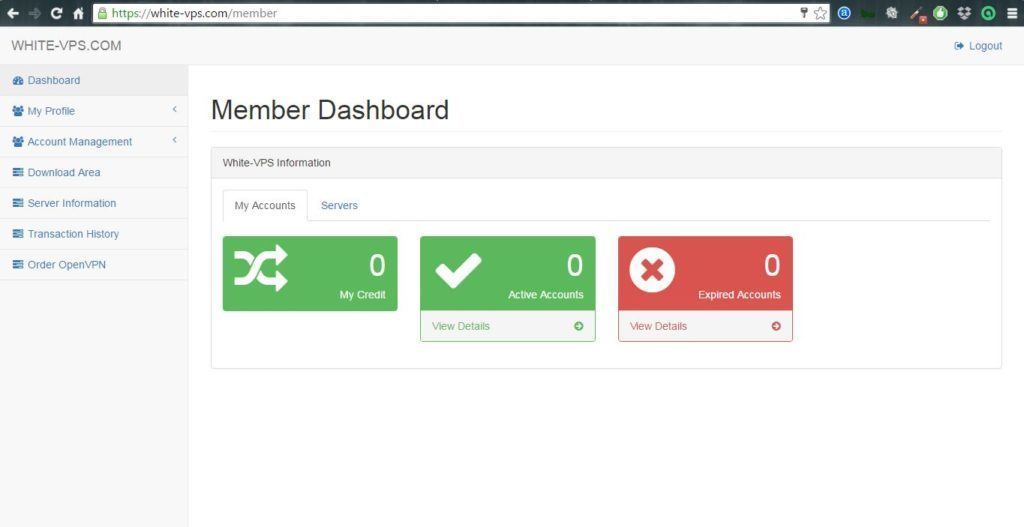 https://white-vps.com/member
WHITE-VPS.COM
Logout
Dashboard
My Profile
Account Management
Download Area
Server Information
Transaction History
Order OpenVPN
Member Dashboard
White-VPS Information
My Accounts
Servers
0
My Credit
0
Active Accounts
View Details
0
Expired Accounts
View Details